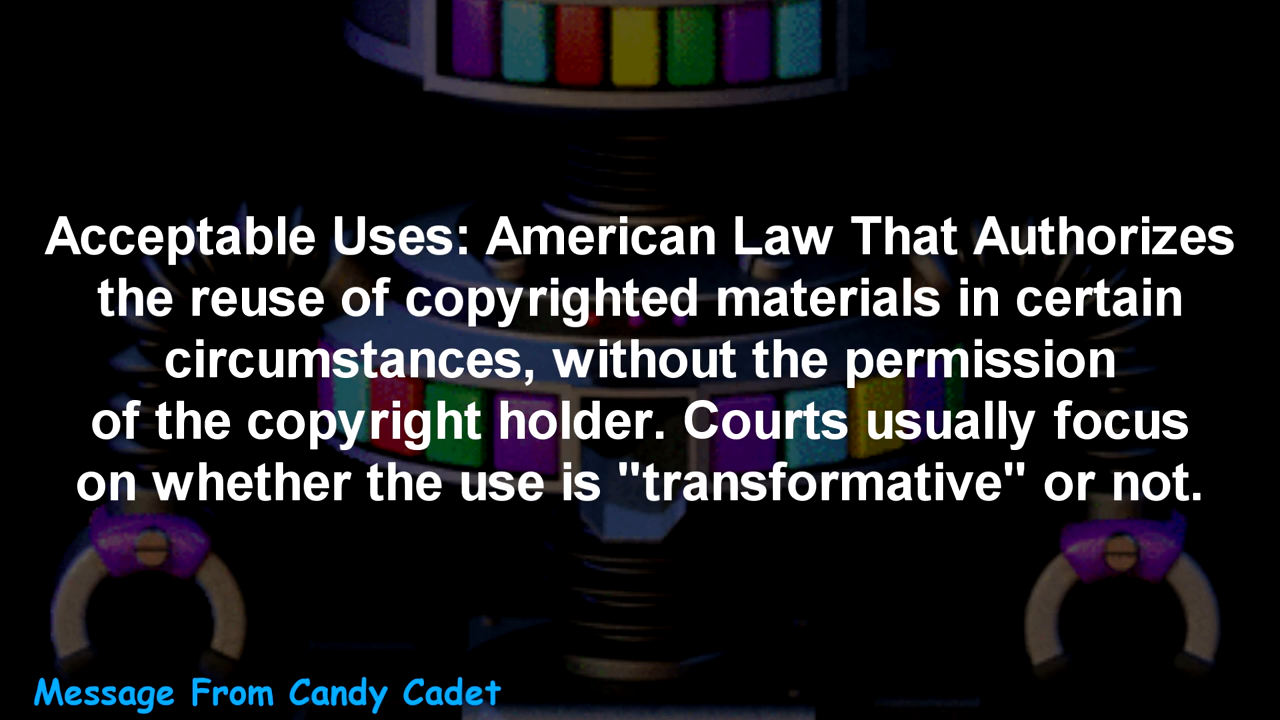 Acceptable Uses: American Law That Authorizes
the reuse of copyrighted materials in certain
circumstances, without the permission
of the copyright holder. Courts usually focus
on whether the use is "transformative" or not.
Message From Candy Cadet